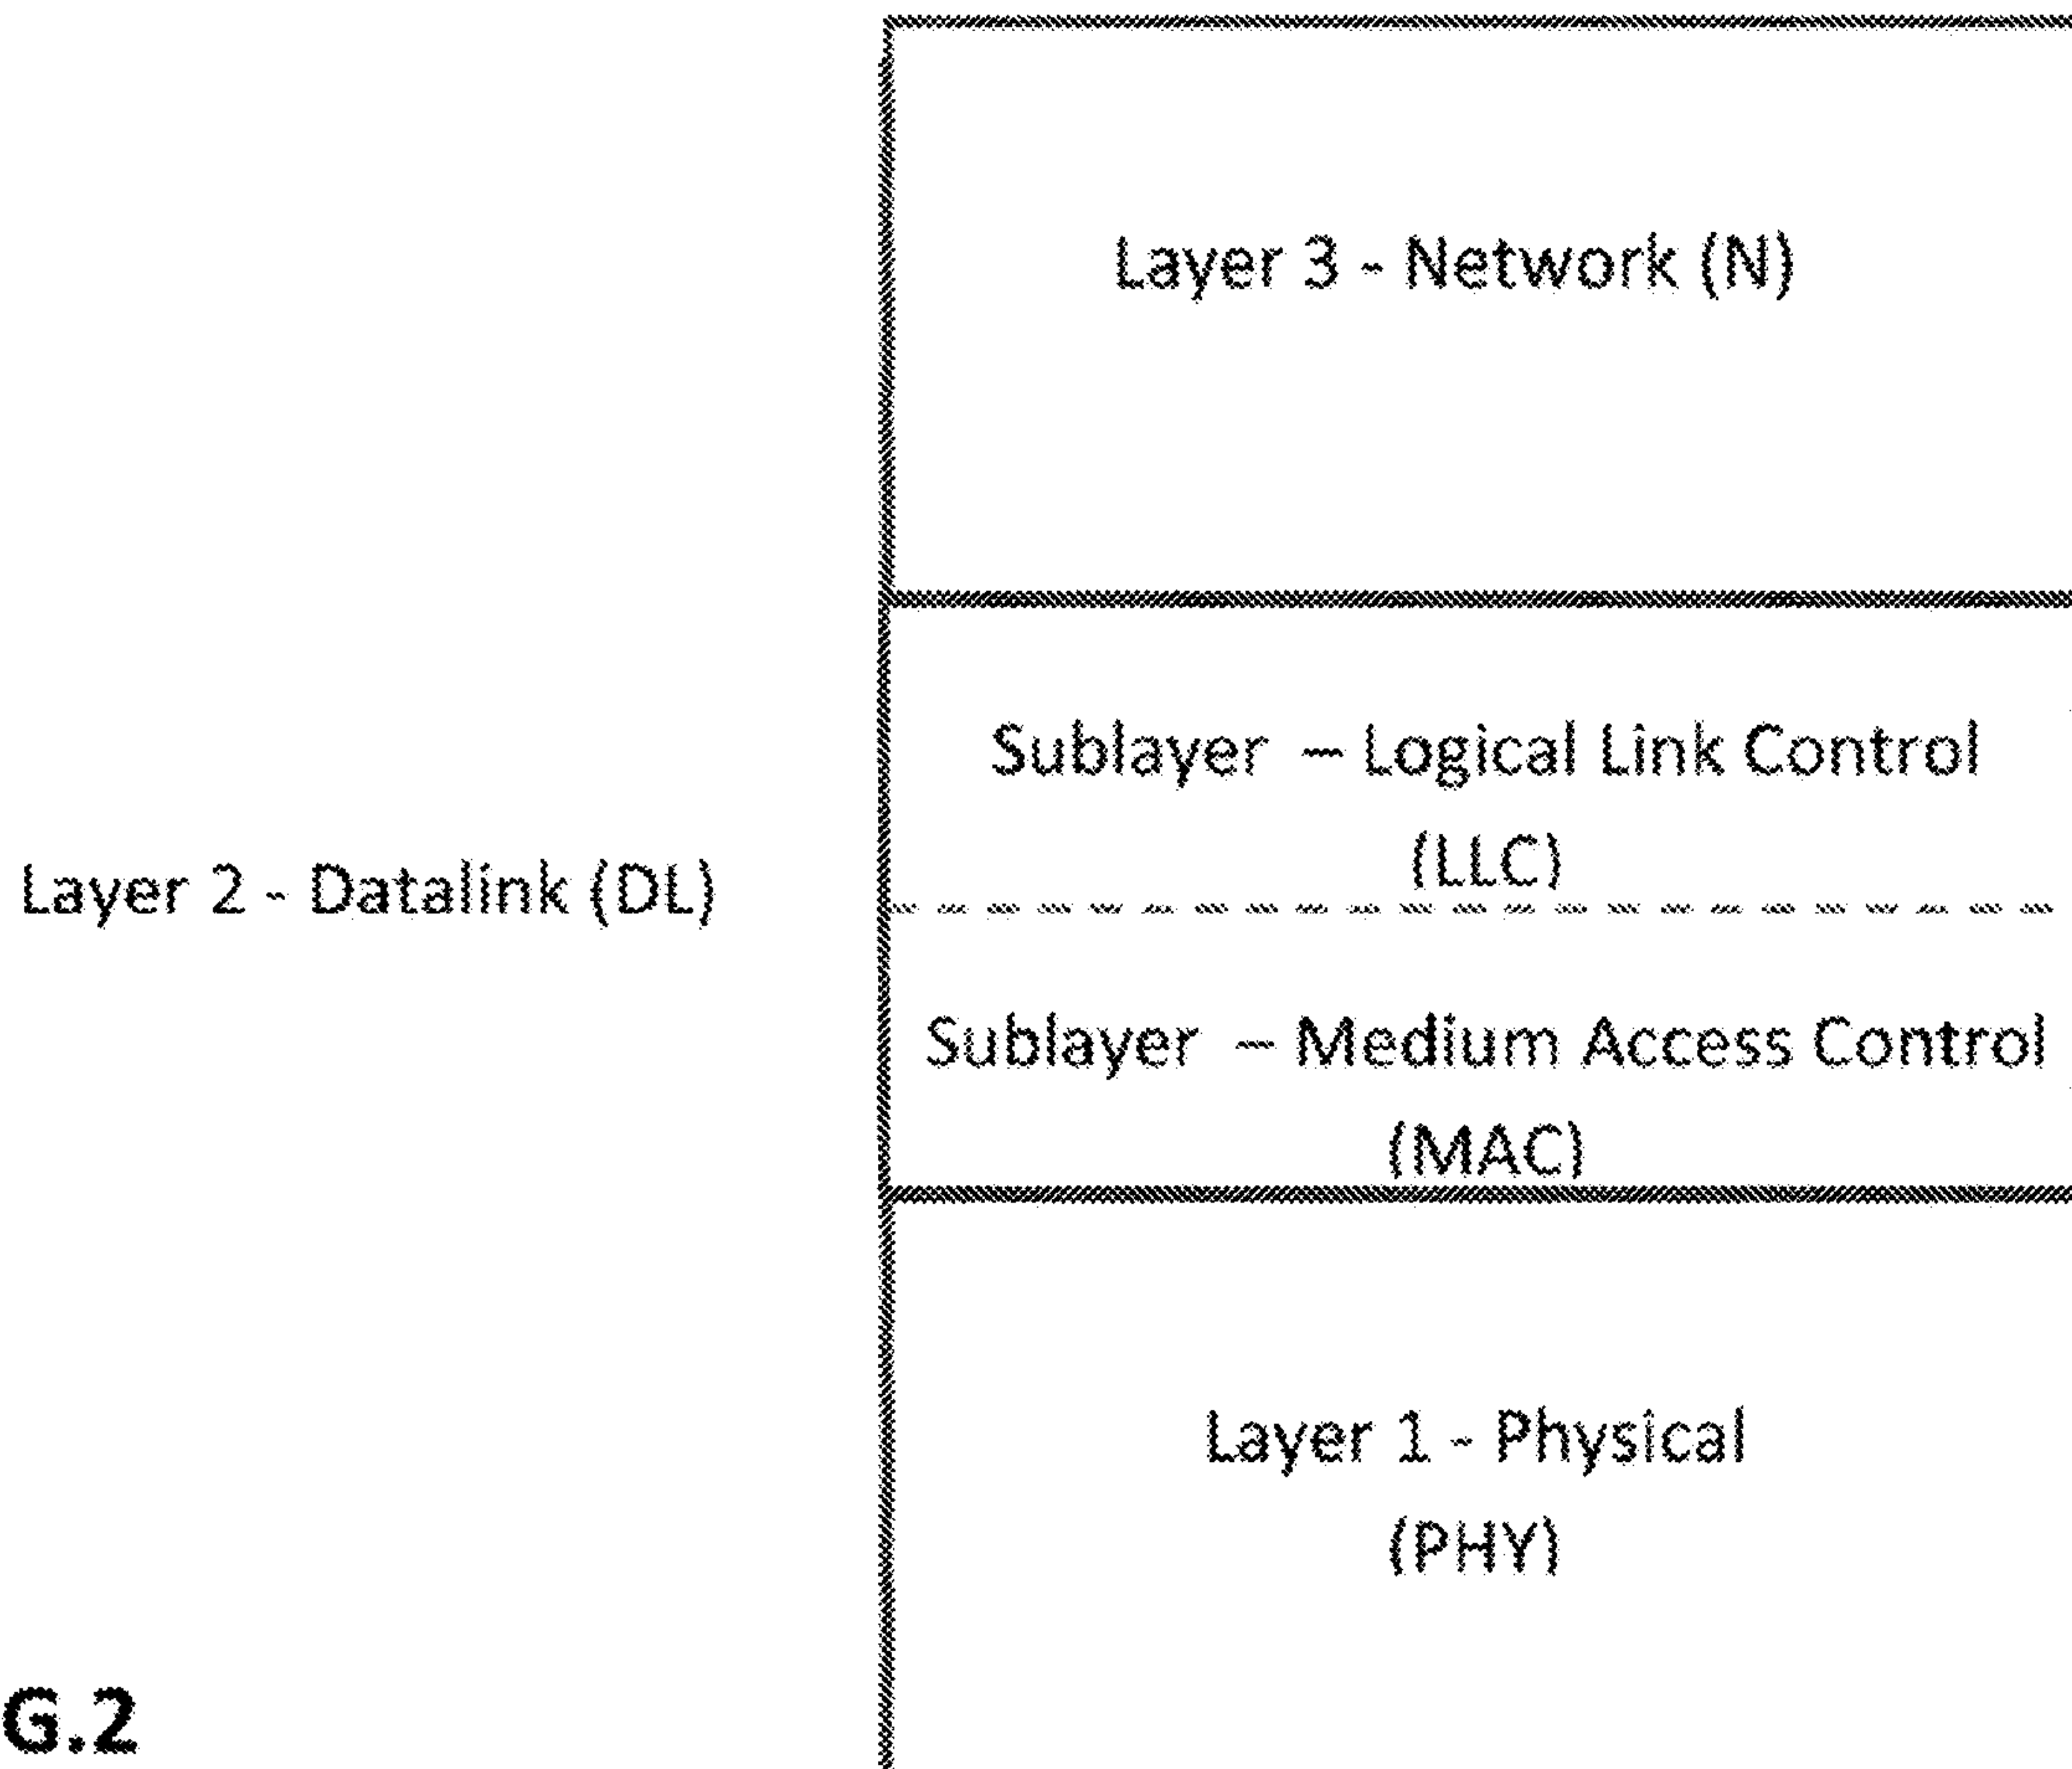 Layer 3 - Network (N)
Sublayer – Logical Link Control
(LLC)
Layer 2 - Datalink (DL)
Sublayer – Medium Access Control
(MAC)
Layer 1 - Physical
(PHY)
G.2